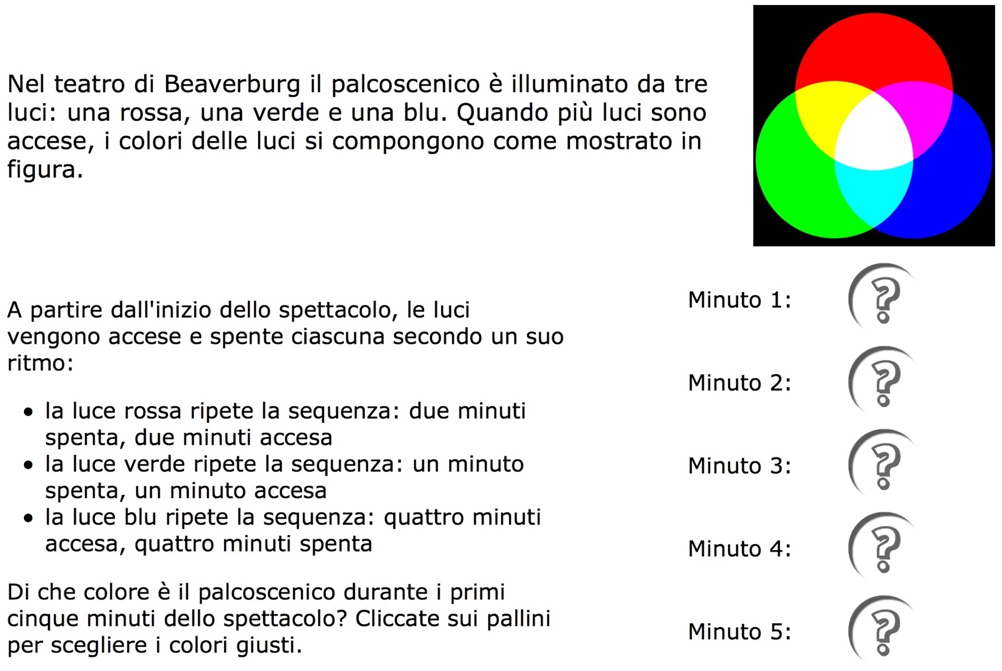 Nel teatro di Beaverburg il palcoscenico è illuminato da tre
luci: una rossa, una verde e una blu. Quando più luci sono
accese, i colori delle luci si compongono come mostrato in
figura.
A partire dall'inizio dello spettacolo, le luci
vengono accese e spente ciascuna secondo un suo
ritmo:
• la luce rossa ripete la sequenza: due minuti
spenta, due minuti accesa
• la luce verde ripete la sequenza: un minuto
spenta, un minuto accesa
• la luce blu ripete la sequenza: quattro minuti
accesa, quattro minuti spenta
Di che colore è il palcoscenico durante i primi
cinque minuti dello spettacolo? Cliccate sui pallini
per scegliere i colori giusti.
Minuto 1: ?
Minuto 2: ?
Minuto 3: ?
Minuto 4: ?
Minuto 5: ?